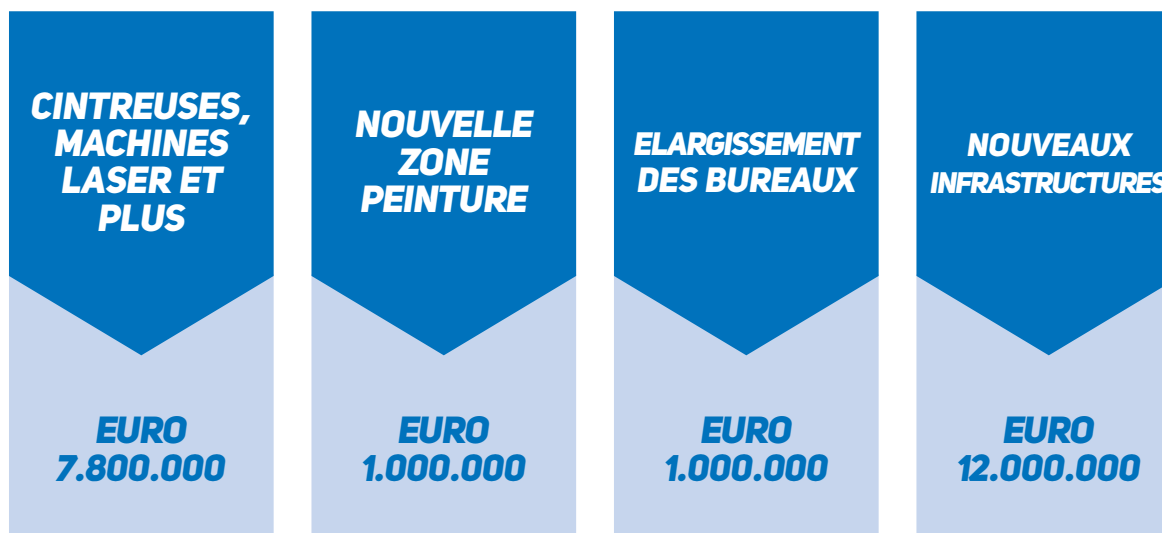 CINTREUSES,
MACHINES
LASER ET
PLUS
EURO
7.800.000
NOUVELLE
ZONE
PEINTURE
EURO
1.000.000
ELARGISSEMENT
DES BUREAUX
EURO
1.000.000
NOUVEAUX
INFRASTRUCTURES
EURO
12.000.000